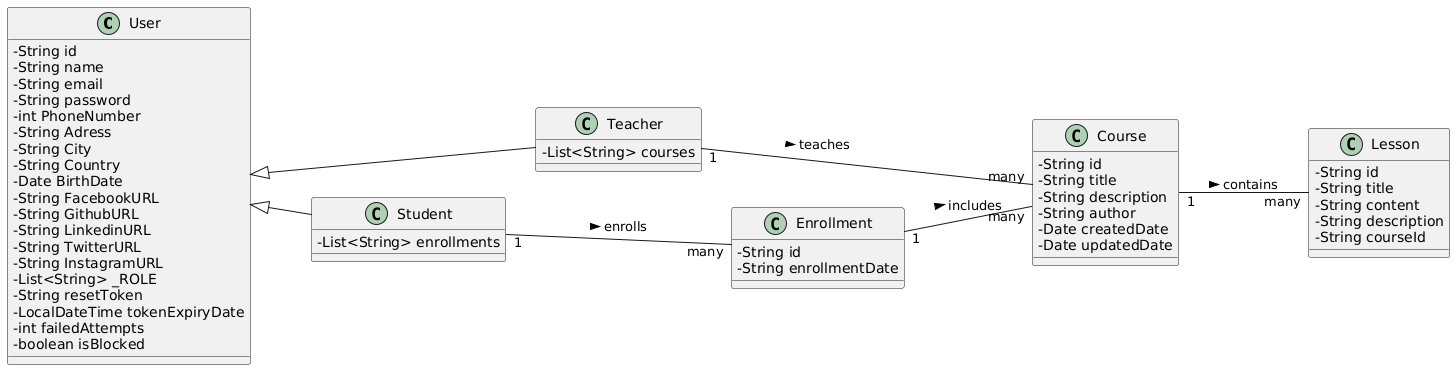 C User
-String id
-String name
-String email
-String password
-int PhoneNumber
-String Adress
-String City
-String Country
-Date BirthDate
-String FacebookURL
-String GithubURL
-String LinkedinURL
-String TwitterURL
-String InstagramURL
-List<String> _ROLE
-String resetToken
-LocalDateTime tokenExpiryDate
-int failedAttempts
-boolean isBlocked
C Teacher
-List<String> courses
1
teaches
many
C Student
-List<String> enrollments
1
enrolls
many
C Enrollment
-String id
-String enrollmentDate
1
includes
many
C Course
-String id
-String title
-String description
-String author
-Date createdDate
-Date updatedDate
1
contains
many
C Lesson
-String id
-String title
-String content
-String description
-String courseId